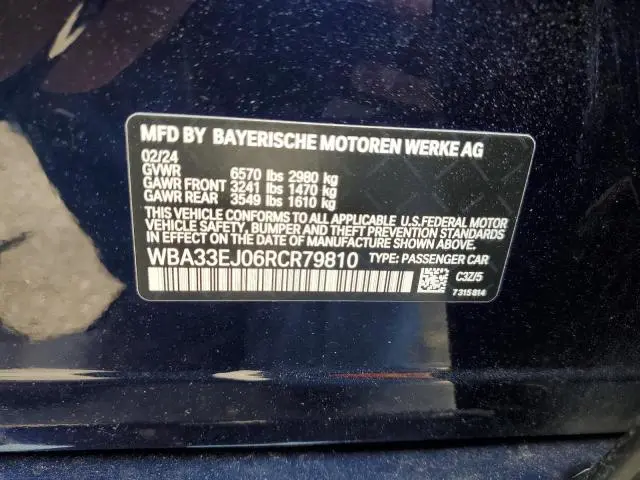 MFD BY BAYERISCHE MOTOREN WERKE AG
02/24
GVWR 6570 lbs 2980 kg
GAWR FRONT 3241 lbs 1470 kg
GAWR REAR 3549 lbs 1610 kg
THIS VEHICLE CONFORMS TO ALL APPLICABLE U.S.FEDERAL MOTOR
VEHICLE SAFETY, BUMPER AND THEFT PREVENTION STANDARDS
IN EFFECT ON THE DATE OF MANUFACTURE SHOWN ABOVE.
WBA33EJ06RCR79810 TYPE: PASSENGER CAR
C3Z/5
7315814